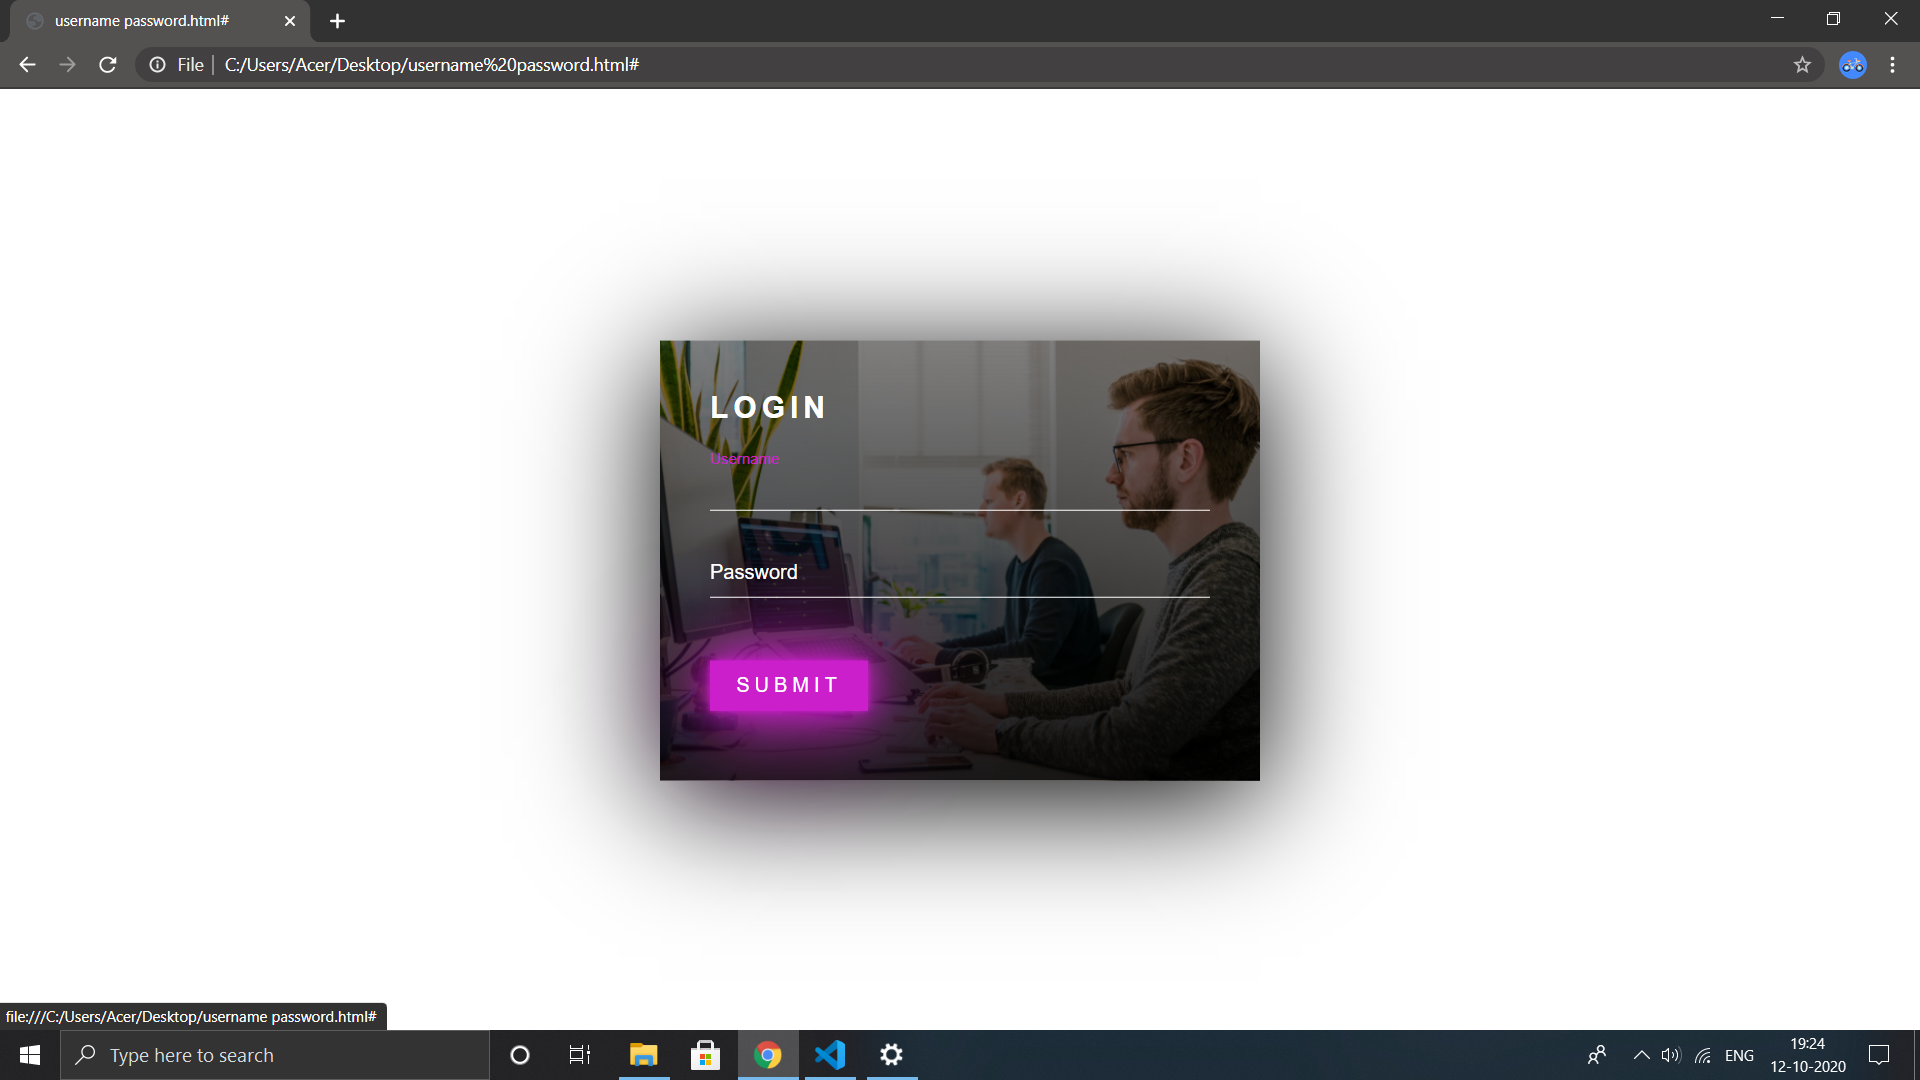 username password.html#
File
C:/Users/Acer/Desktop/username%20password.html#
LOGIN
Username
Password
SUBMIT
file:///C:/Users/Acer/Desktop/username password.html#
Type here to search
ENG
19:24
12-10-2020